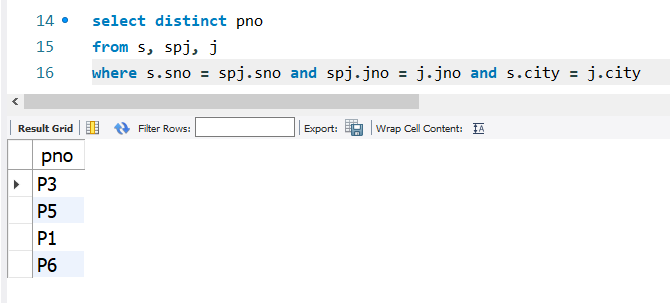 14 select distinct pno
15 from s, spj, j
16 where s.sno = spj.sno and spj.jno = j.jno and s.city = j.city
Result Grid Filter Rows: Export: Wrap Cell Content:
pno
P3
P5
P1
P6